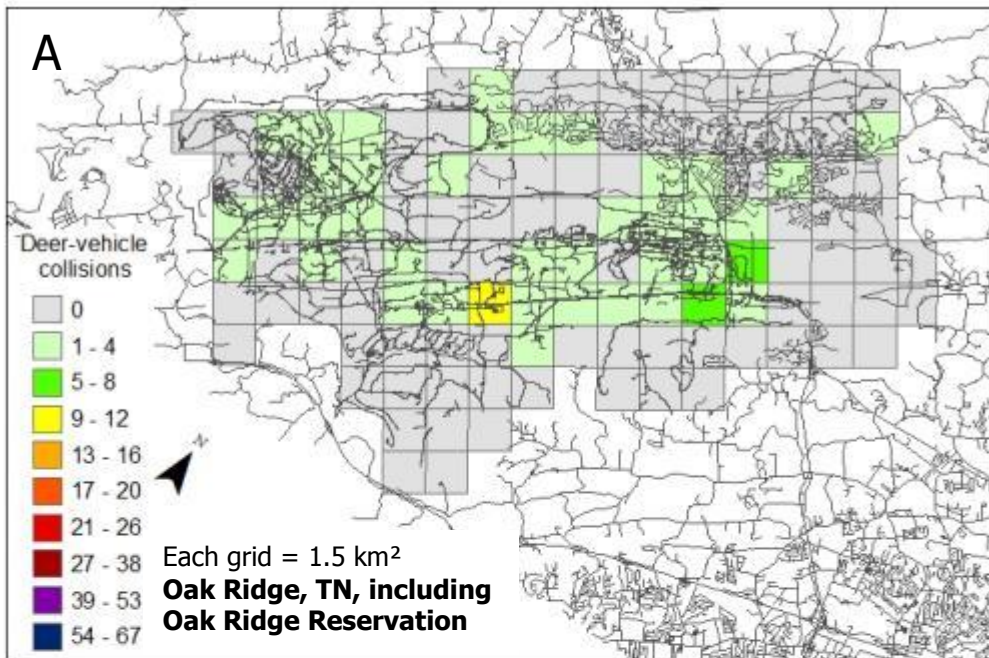 A
Deer-vehicle
collisions
0
1 - 4
5 - 8
9 - 12
13 - 16
17 - 20
21 - 26
27 - 38
39 - 53
54 - 67
N
Each grid = 1.5 km²
Oak Ridge, TN, including
Oak Ridge Reservation